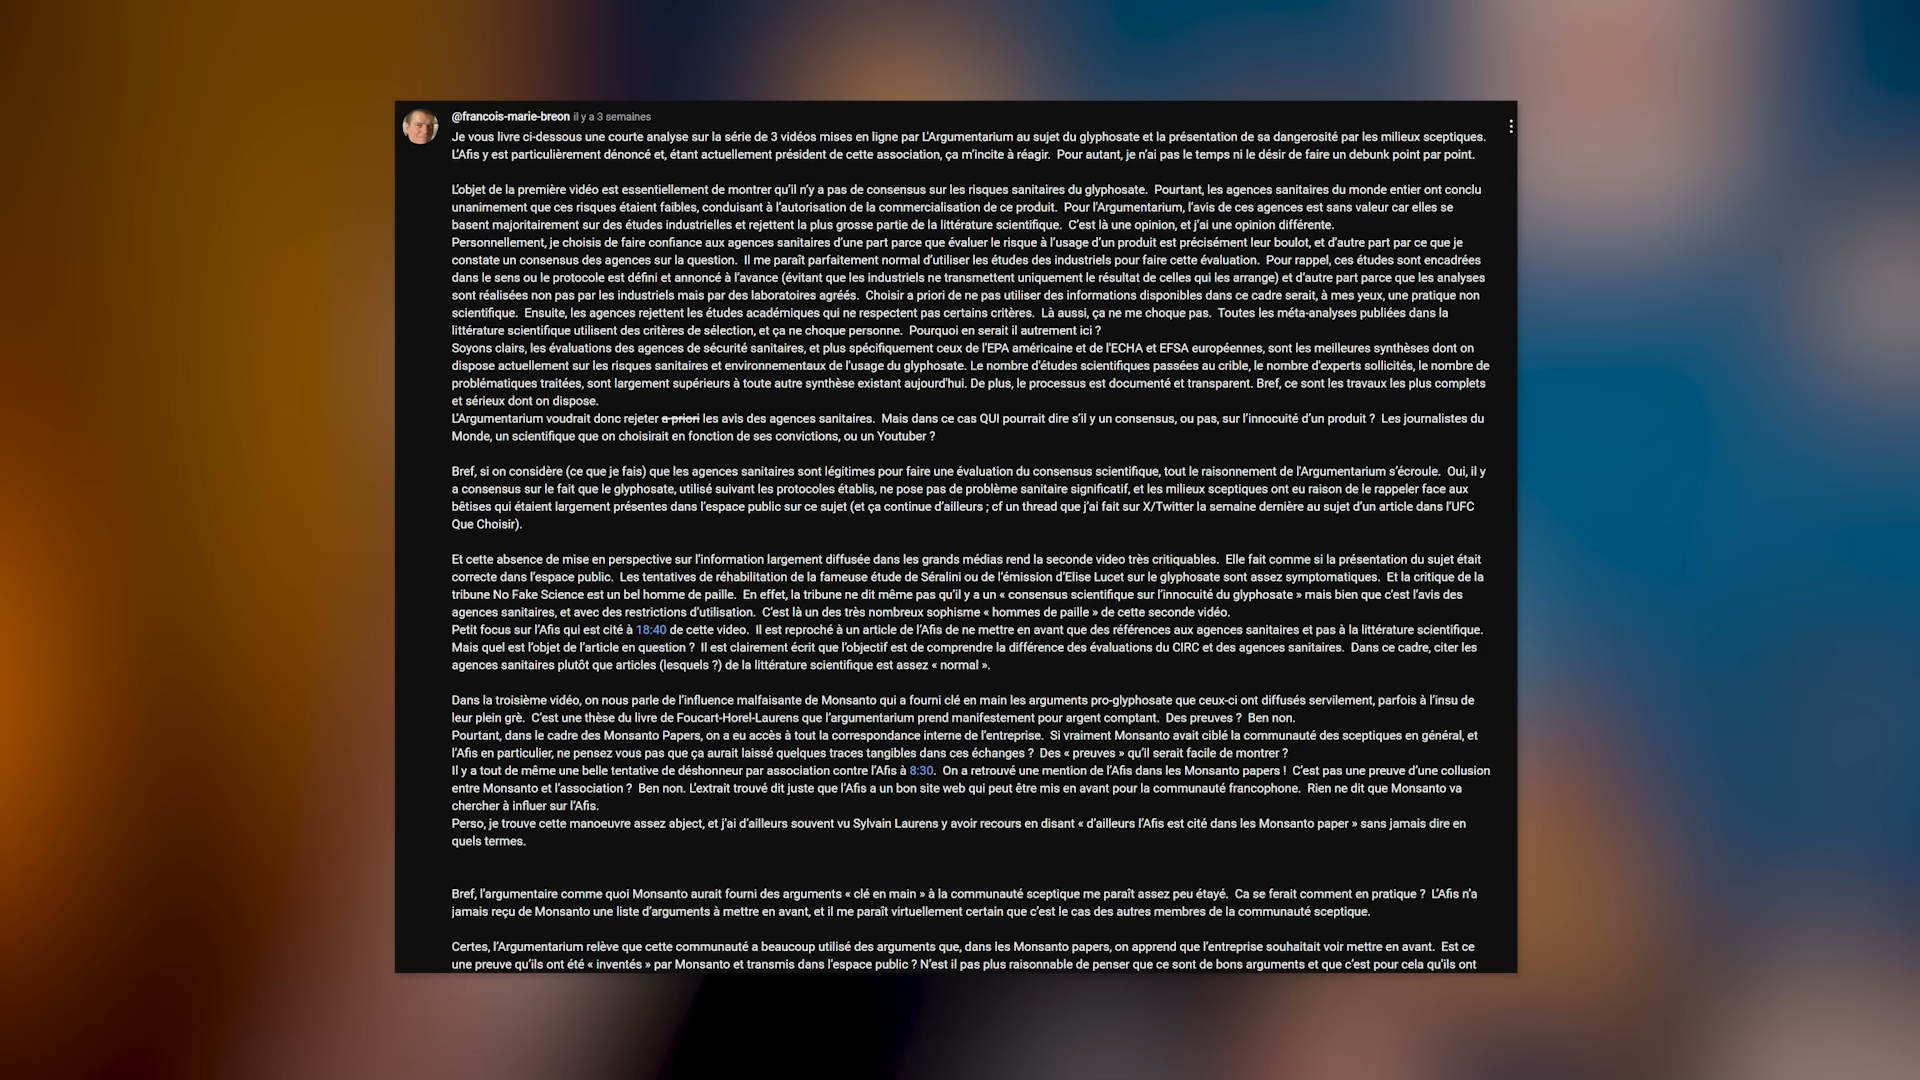 @francois-marie-breon il y a 3 semaines
Je vous livre ci-dessous une courte analyse sur la série de 3 vidéos mises en ligne par L'Argumentarium au sujet du glyphosate et la présentation de sa dangerosité par les milieux sceptiques.
L'Afis y est particulièrement dénoncé et, étant actuellement président de cette association, ça m'incite à réagir. Pour autant, je n'ai pas le temps ni le désir de faire un debunk point par point.
L'objet de la première vidéo est essentiellement de montrer qu'il n'y a pas de consensus sur les risques sanitaires du glyphosate. Pourtant, les agences sanitaires du monde entier ont conclu
unanimement que ces risques étaient faibles, conduisant à l'autorisation de la commercialisation de ce produit. Pour l'Argumentarium, l'avis de ces agences est sans valeur car elles se
basent majoritairement sur des études industrielles et rejettent la plus grosse partie de la littérature scientifique. C'est là une opinion, et j'ai une opinion différente.
Personnellement, je choisis de faire confiance aux agences sanitaires d'une part parce que évaluer le risque à l'usage d'un produit est précisément leur boulot, et d'autre part par ce que je
constate un consensus des agences sur la question. Il me paraît parfaitement normal d'utiliser les études des industriels pour faire cette évaluation. Pour rappel, ces études sont encadrées
dans le sens ou le protocole est défini et annoncé à l'avance (évitant que les industriels ne transmettent uniquement le résultat de celles qui les arrange) et d'autre part parce que les analyses
sont réalisées non pas par les industriels mais par des laboratoires agréés. Choisir a priori de ne pas utiliser des informations disponibles dans ce cadre serait, à mes yeux, une pratique non
scientifique. Ensuite, les agences rejettent les études académiques qui ne respectent pas certains critères. Là aussi, ça ne me choque pas. Toutes les méta-analyses publiées dans la
littérature scientifique utilisent des critères de sélection, et ça ne choque personne. Pourquoi en serait il autrement ici ?
Soyons clairs, les évaluations des agences de sécurité sanitaires, et plus spécifiquement ceux de l'EPA américaine et de l'ECHA et EFSA européennes, sont les meilleures synthèses dont on
dispose actuellement sur les risques sanitaires et environnementaux de l'usage du glyphosate. Le nombre d'études scientifiques passées au crible, le nombre d'experts sollicités, le nombre de
problématiques traitées, sont largement supérieurs à toute autre synthèse existant aujourd'hui. De plus, le processus est documenté et transparent. Bref, ce sont les travaux les plus complets
et sérieux dont on dispose.
L'Argumentarium voudrait donc rejeter a priori les avis des agences sanitaires. Mais dans ce cas QUI pourrait dire s'il y un consensus, ou pas, sur l'innocuité d'un produit ? Les journalistes du
Monde, un scientifique que on choisirait en fonction de ses convictions, ou un Youtuber ?
Bref, si on considère (ce que je fais) que les agences sanitaires sont légitimes pour faire une évaluation du consensus scientifique, tout le raisonnement de l'Argumentarium s'écroule. Oui, il y
a consensus sur le fait que le glyphosate, utilisé suivant les protocoles établis, ne pose pas de problème sanitaire significatif, et les milieux sceptiques ont eu raison de le rappeler face aux
bêtises qui étaient largement présentes dans l'espace public sur ce sujet (et ça continue d'ailleurs ; cf un thread que j'ai fait sur X/Twitter la semaine dernière au sujet d'un article dans l'UFC
Que Choisir).
Et cette absence de mise en perspective sur l'information largement diffusée dans les grands médias rend la seconde video très critiquables. Elle fait comme si la présentation du sujet était
correcte dans l'espace public. Les tentatives de réhabilitation de la fameuse étude de Séralini ou de l'émission d'Elise Lucet sur le glyphosate sont assez symptomatiques. Et la critique de la
tribune No Fake Science est un bel homme de paille. En effet, la tribune ne dit même pas qu'il y a un « consensus scientifique sur l'innocuité du glyphosate » mais bien que c'est l'avis des
agences sanitaires, et avec des restrictions d'utilisation. C'est là un des très nombreux sophisme « hommes de paille » de cette seconde vidéo.
Petit focus sur l'Afis qui est cité à 18:40 de cette video. Il est reproché à un article de l'Afis de ne mettre en avant que des références aux agences sanitaires et pas à la littérature scientifique.
Mais quel est l'objet de l'article en question ? Il est clairement écrit que l'objectif est de comprendre la différence des évaluations du CIRC et des agences sanitaires. Dans ce cadre, citer les
agences sanitaires plutôt que articles (lesquels ?) de la littérature scientifique est assez « normal ».
Dans la troisième vidéo, on nous parle de l'influence malfaisante de Monsanto qui a fourni clé en main les arguments pro-glyphosate que ceux-ci ont diffusés servilement, parfois à l'insu de
leur plein grè. C'est une thèse du livre de Foucart-Horel-Laurens que l'argumentarium prend manifestement pour argent comptant. Des preuves ? Ben non.
Pourtant, dans le cadre des Monsanto Papers, on a eu accès à tout la correspondance interne de l'entreprise. Si vraiment Monsanto avait ciblé la communauté des sceptiques en général, et
l'Afis en particulier, ne pensez vous pas que ça aurait laissé quelques traces tangibles dans ces échanges ? Des « preuves » qu'il serait facile de montrer ?
Il y a tout de même une belle tentative de déshonneur par association contre l'Afis à 8:30. On a retrouvé une mention de l'Afis dans les Monsanto papers ! C'est pas une preuve d'une collusion
entre Monsanto et l'association ? Ben non. L'extrait trouvé dit juste que l'Afis a un bon site web qui peut être mis en avant pour la communauté francophone. Rien ne dit que Monsanto va
chercher à influer sur l'Afis.
Perso, je trouve cette manoeuvre assez abject, et j'ai d'ailleurs souvent vu Sylvain Laurens y avoir recours en disant « d'ailleurs l'Afis est cité dans les Monsanto paper » sans jamais dire en
quels termes.
Bref, l'argumentaire comme quoi Monsanto aurait fourni des arguments « clé en main » à la communauté sceptique me paraît assez peu étayé. Ca se ferait comment en pratique ? L'Afis n'a
jamais reçu de Monsanto une liste d'arguments à mettre en avant, et il me paraît virtuellement certain que c'est le cas des autres membres de la communauté sceptique.
Certes, l'Argumentarium relève que cette communauté a beaucoup utilisé des arguments que, dans les Monsanto papers, on apprend que l'entreprise souhaitait voir mettre en avant. Est ce
une preuve qu'ils ont été « inventés » par Monsanto et transmis dans l'espace public ? N'est il pas plus raisonnable de penser que ce sont de bons arguments et que c'est pour cela qu'ils ont